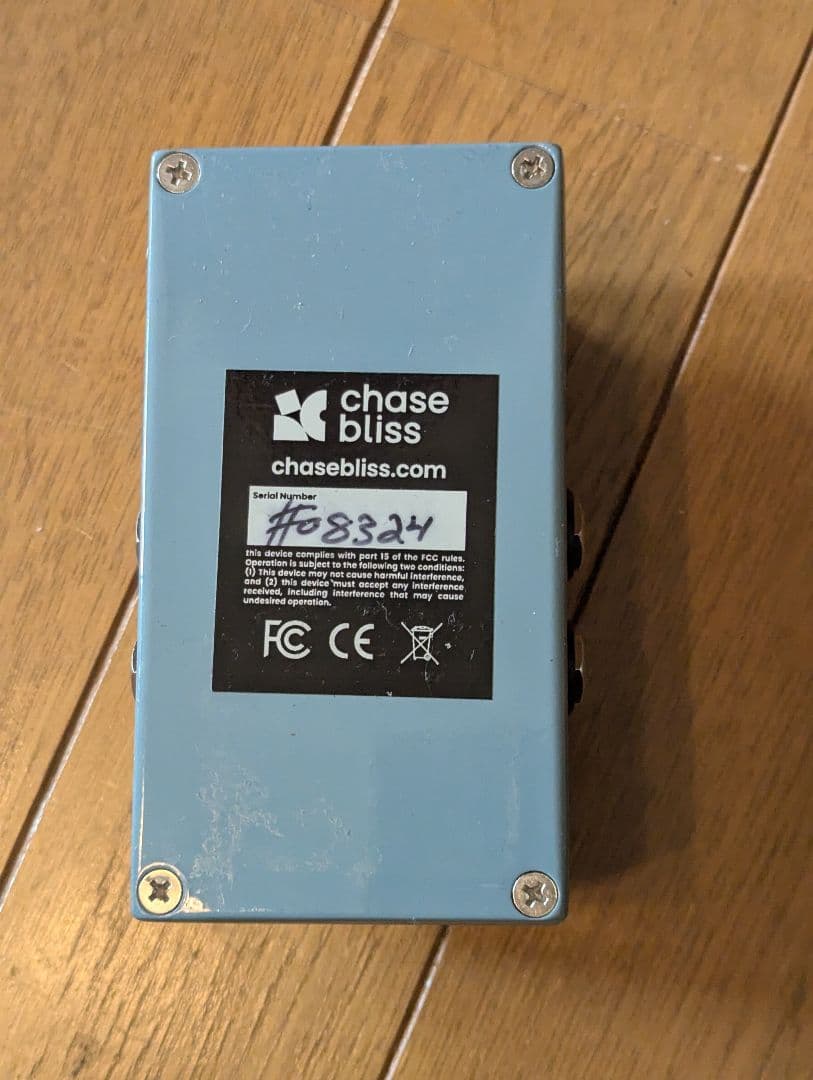 chase
bliss
chasebliss.com
Serial Number
#08324
this device complies with part 15 of the FCC rules.
Operation is subject to the following two conditions:
(1) This device may not cause harmful interference,
and (2) this device must accept any interference
received, including interference that may cause
undesired operation.
FC CE